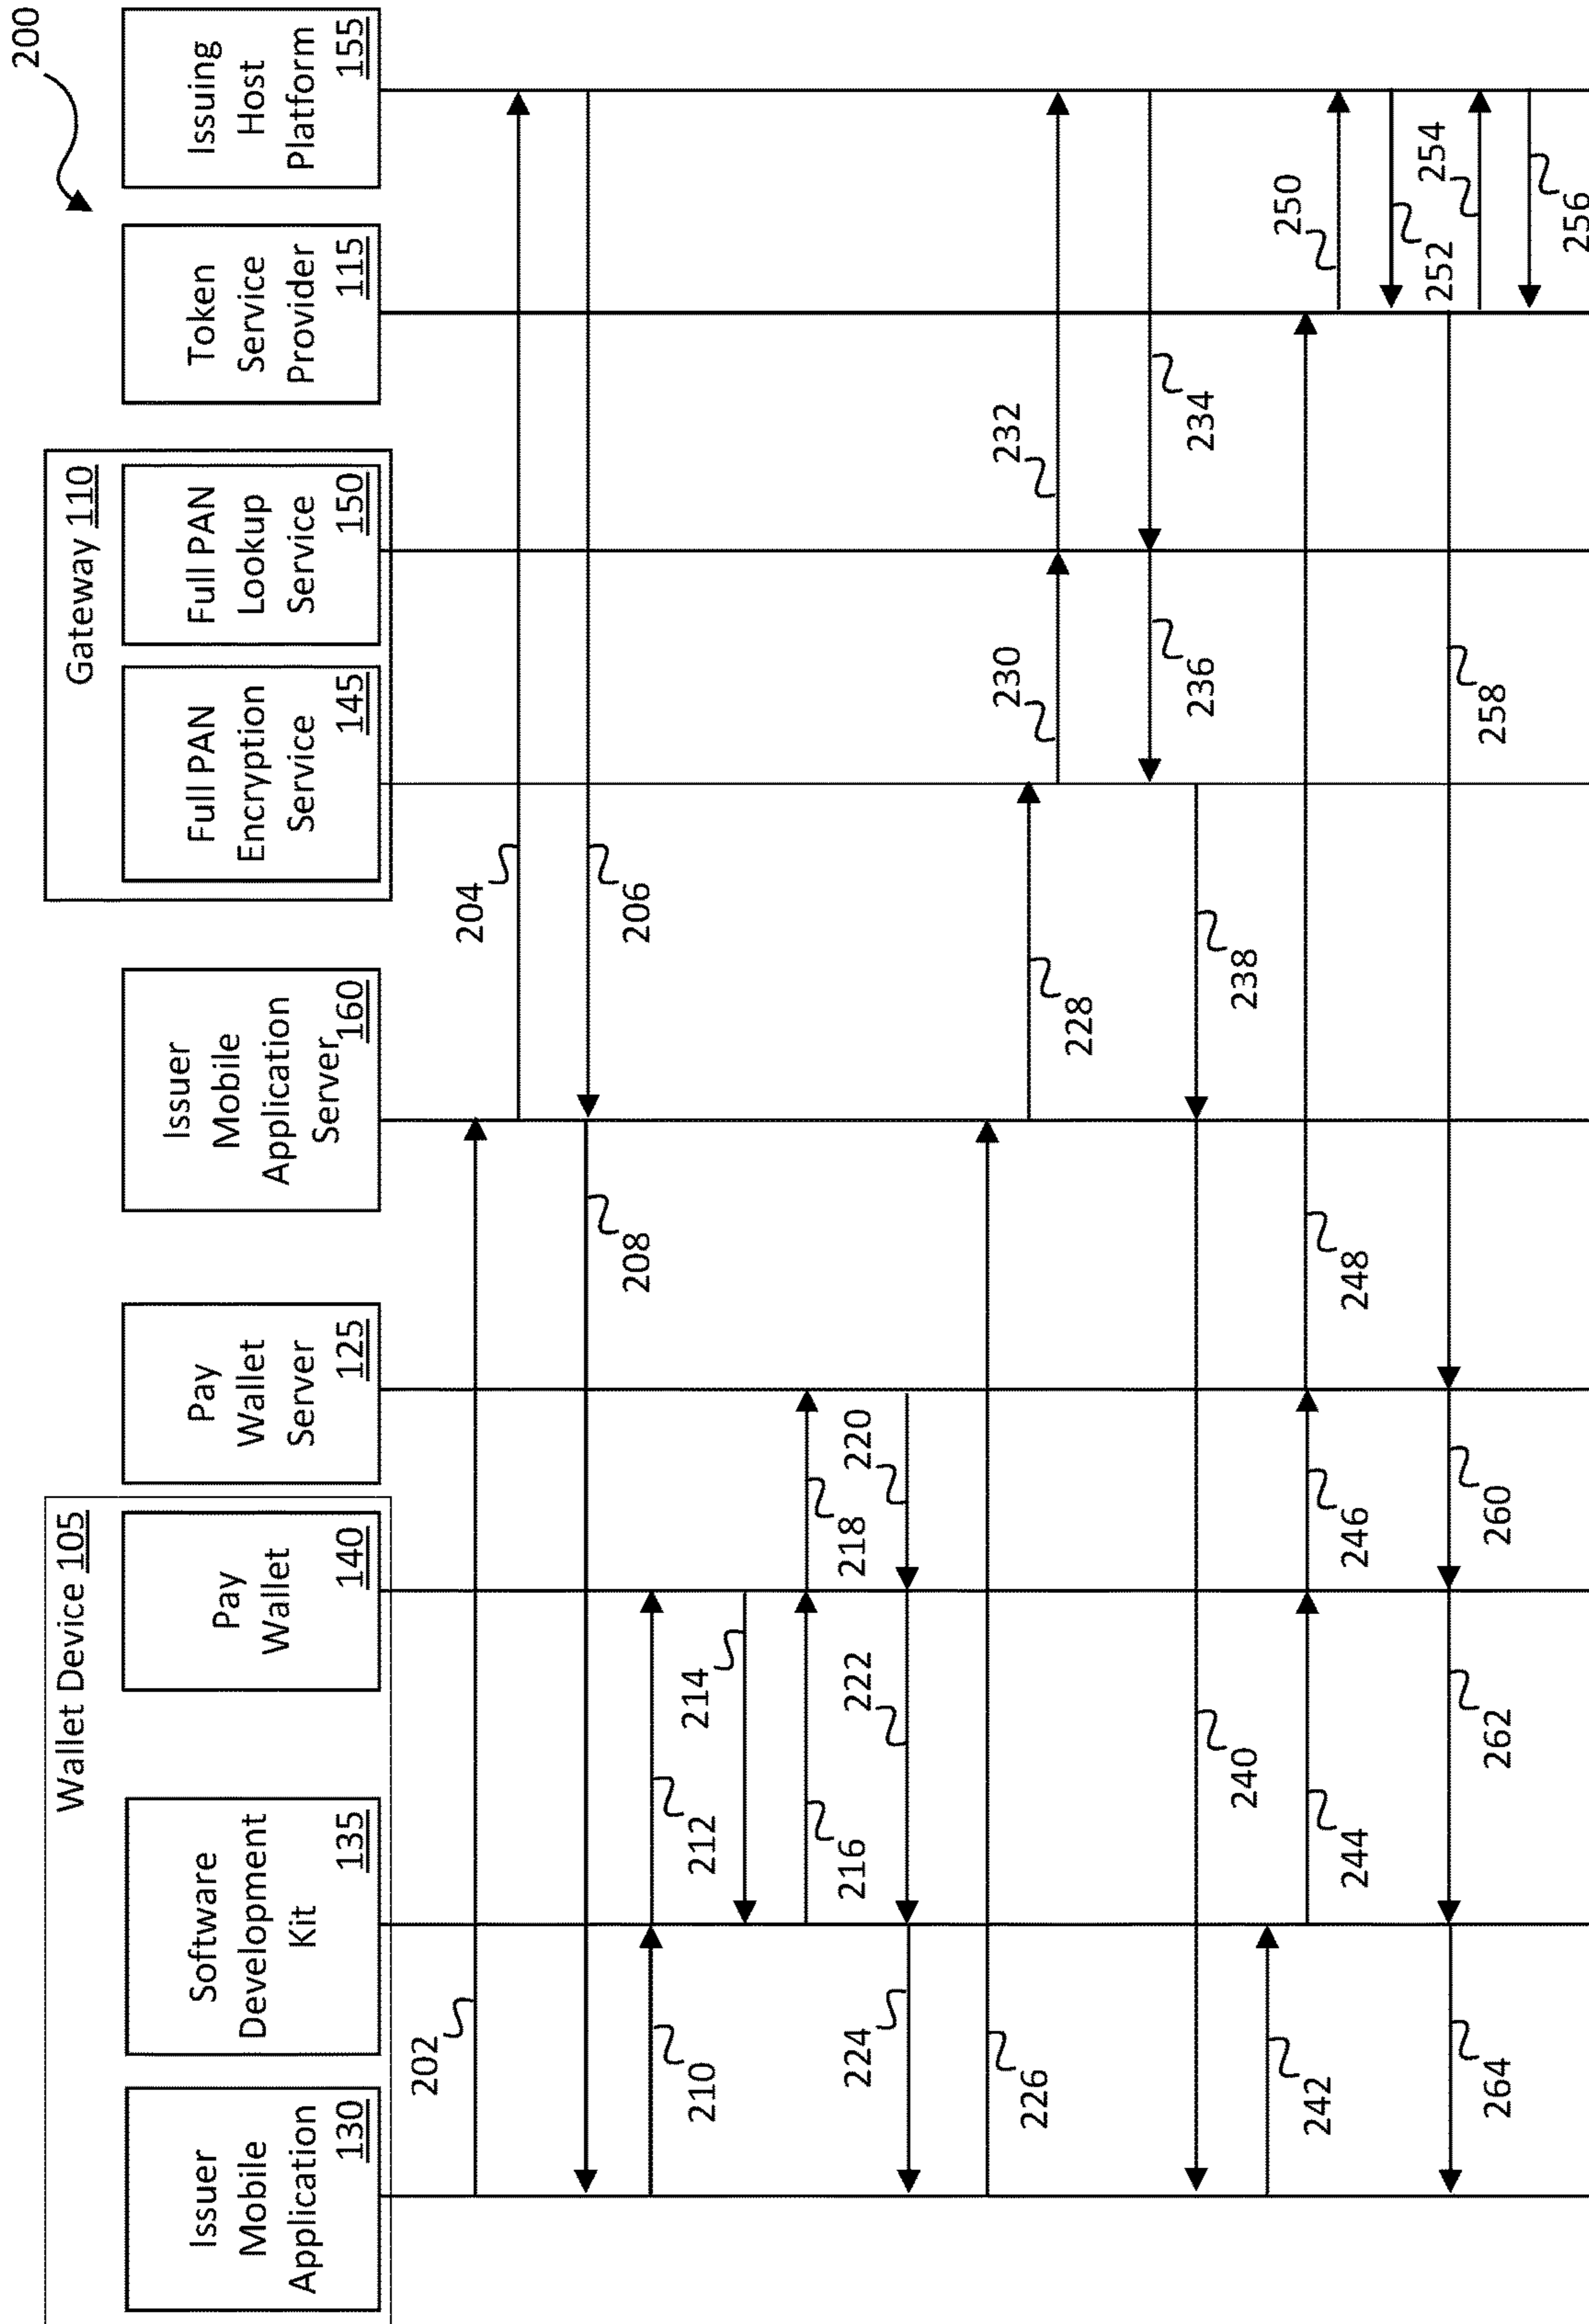 200
Wallet Device 105
Gateway 110
Issuer
Mobile
Application
130
Software
Development
Kit
135
Pay
Wallet
140
Pay
Wallet
Server
125
Issuer
Mobile
Application
Server
160
Full PAN
Encryption
Service
145
Full PAN
Lookup
Service
150
Token
Service
Provider
115
Issuing
Host
Platform
155
202
204
206
208
210
212
214
216
218
220
222
224
226
228
230
232
234
236
238
240
242
244
246
248
250
252
254
256
258
260
262
264